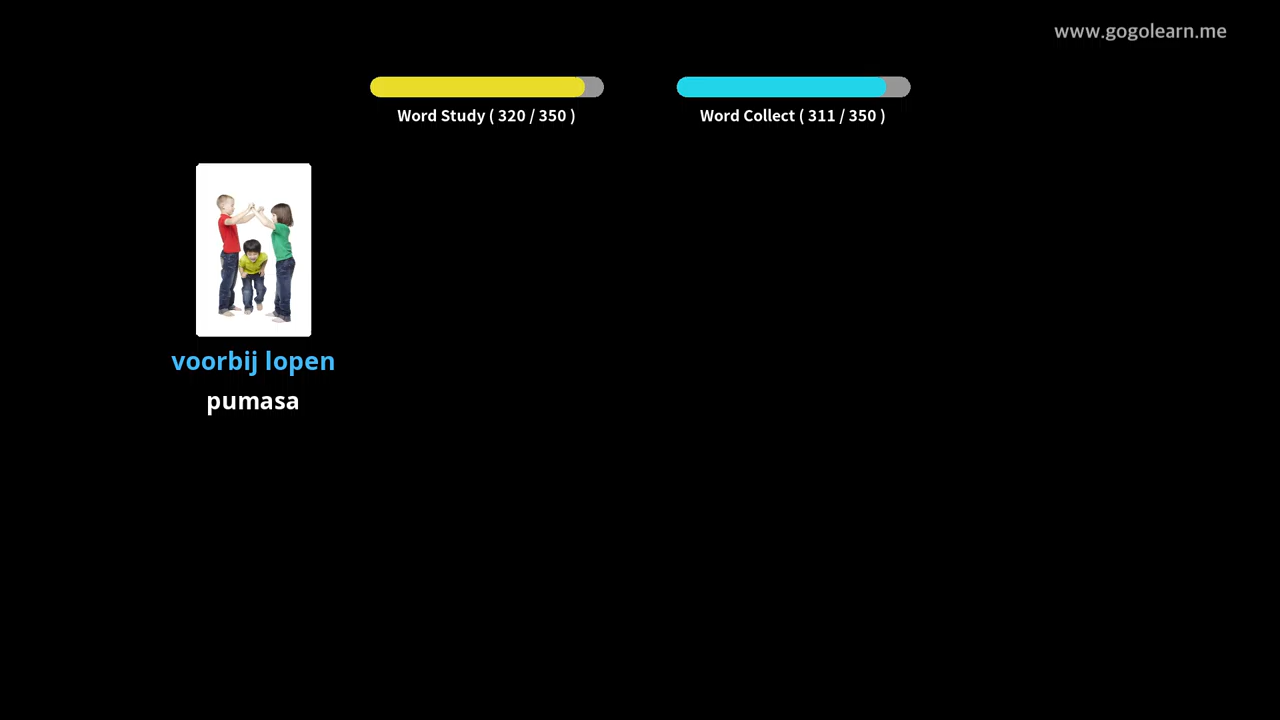 www.gogolearn.me
Word Study ( 320 / 350 )
Word Collect ( 311 / 350 )
voorbij lopen
pumasa